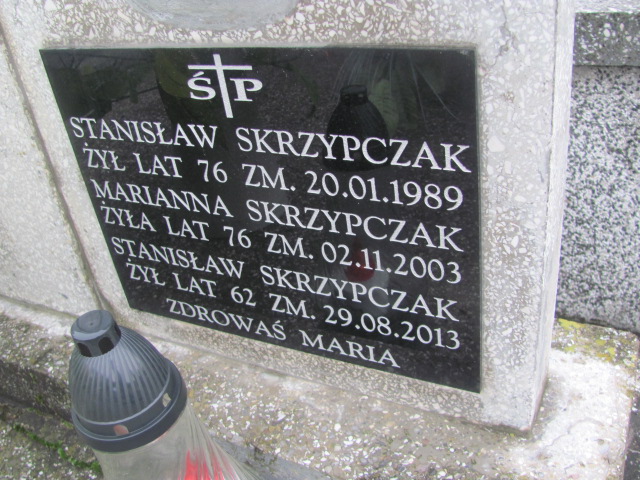 ŚP
STANISŁAW SKRZYPCZAK
ŻYŁ LAT 76 ZM. 20.01.1989
MARIANNA SKRZYPCZAK
ŻYŁA LAT 76 ZM. 02.11.2003
STANISŁAW SKRZYPCZAK
ŻYŁ LAT 62 ZM. 29.08.2013
ZDROWAŚ MARIA